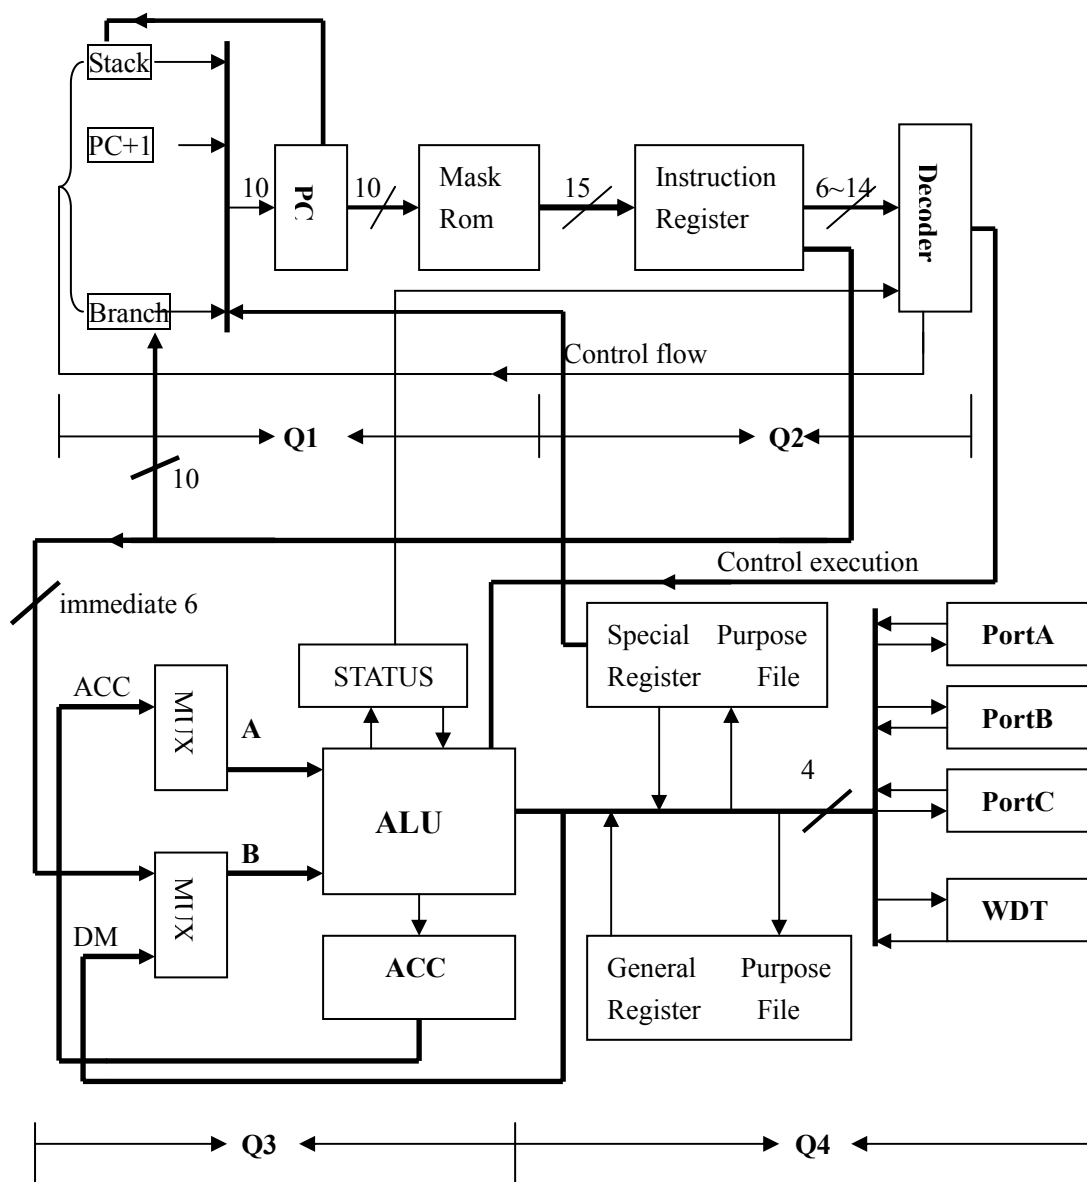 Stack
PC+1
Branch
10
PC
10
Mask
Rom
15
Instruction
Register
6~14
Decoder
Control flow
Q1
Q2
10
Control execution
immediate 6
STATUS
Special Purpose
Register File
PortA
PortB
PortC
WDT
4
ACC
MUX
A
ALU
B
MUX
DM
ACC
General Purpose
Register File
Q3
Q4